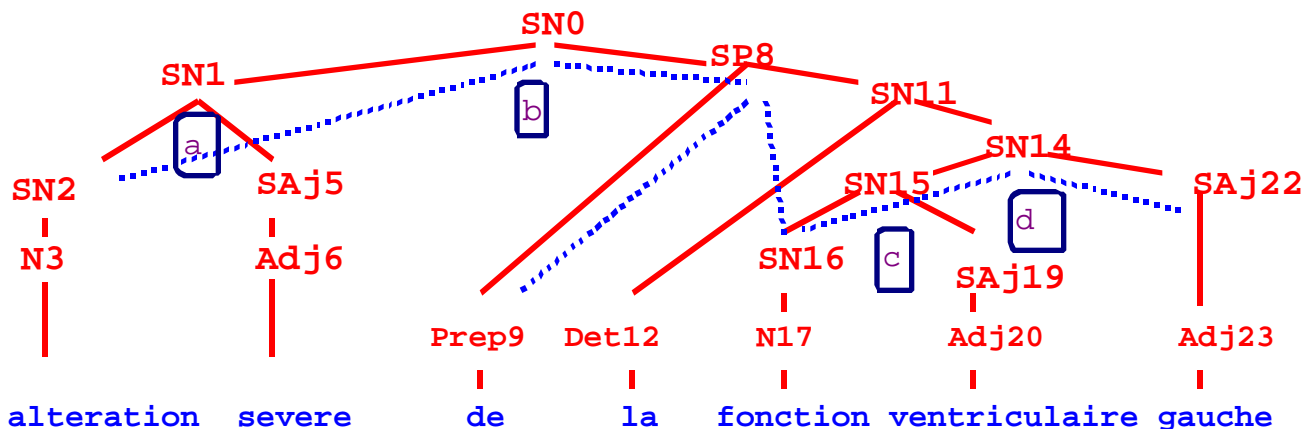 SN0
SN1 SP8
b SN11
a SN14
SN2 SAj5 SN15 SAj22
d
N3 Adj6 SN16 c SAj19
Prep9 Det12 N17 Adj20 Adj23
alteration severe de la fonction ventriculaire gauche